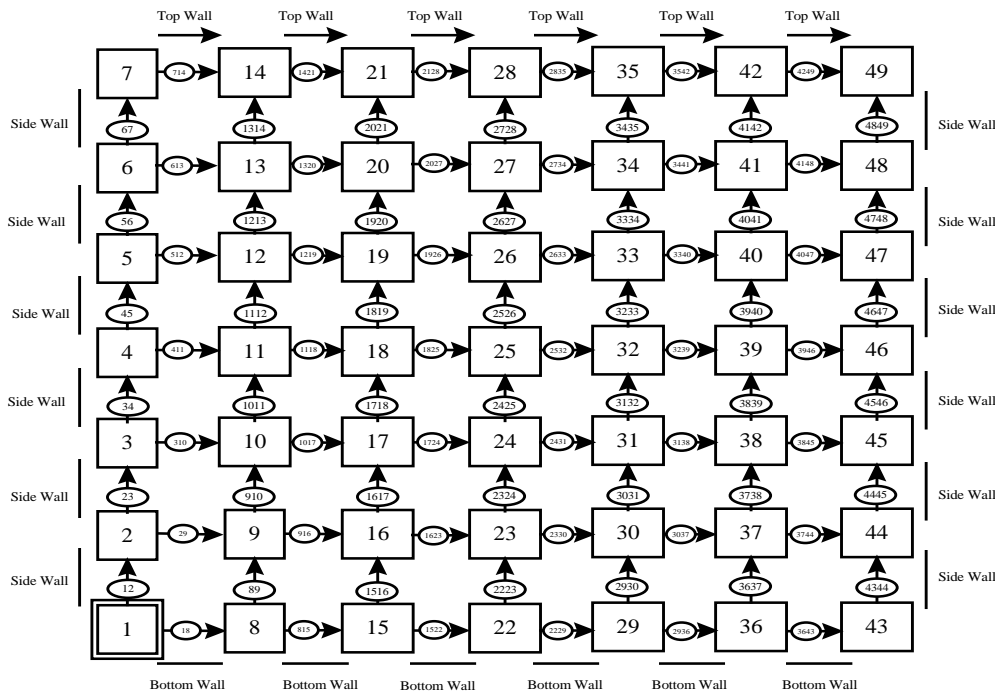 Top Wall Top Wall Top Wall Top Wall Top Wall Top Wall
7 714 14 1421 21 2128 28 2835 35 3542 42 4249 49
Side Wall 67 1314 2021 2728 3435 4142 4849 Side Wall
6 613 13 1320 20 2027 27 2734 34 3441 41 4148 48
Side Wall 56 1213 1920 2627 3334 4041 4748 Side Wall
5 512 12 1219 19 1926 26 2633 33 3340 40 4047 47
Side Wall 45 1112 1819 2526 3233 3940 4647 Side Wall
4 411 11 1118 18 1825 25 2532 32 3239 39 3946 46
Side Wall 34 1011 1718 2425 3132 3839 4546 Side Wall
3 310 10 1017 17 1724 24 2431 31 3138 38 3845 45
Side Wall 23 910 1617 2324 3031 3738 4445 Side Wall
2 29 9 916 16 1623 23 2330 30 3037 37 3744 44
Side Wall 12 89 1516 2223 2930 3637 4344 Side Wall
1 18 8 815 15 1522 22 2229 29 2936 36 3643 43
Bottom Wall Bottom Wall Bottom Wall Bottom Wall Bottom Wall Bottom Wall